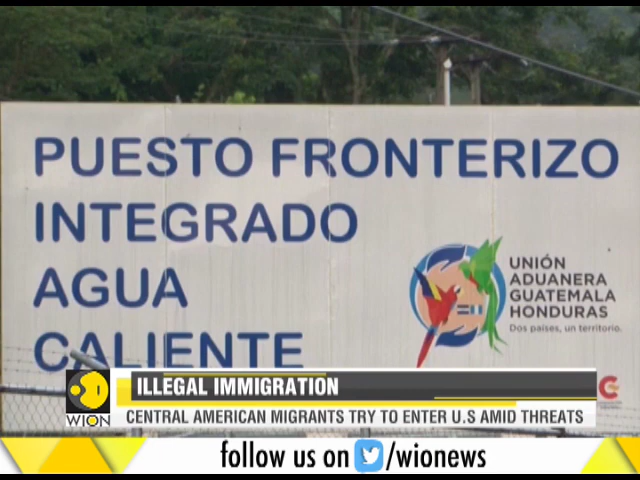 PUESTO FRONTERIZO
INTEGRADO
AGUA
CALIENTE
UNIÓN
ADUANERA
GUATEMALA
HONDURAS
Dos países, un territorio.
WION
ILLEGAL IMMIGRATION
CENTRAL AMERICAN MIGRANTS TRY TO ENTER U.S AMID THREATS
follow us on /wionews